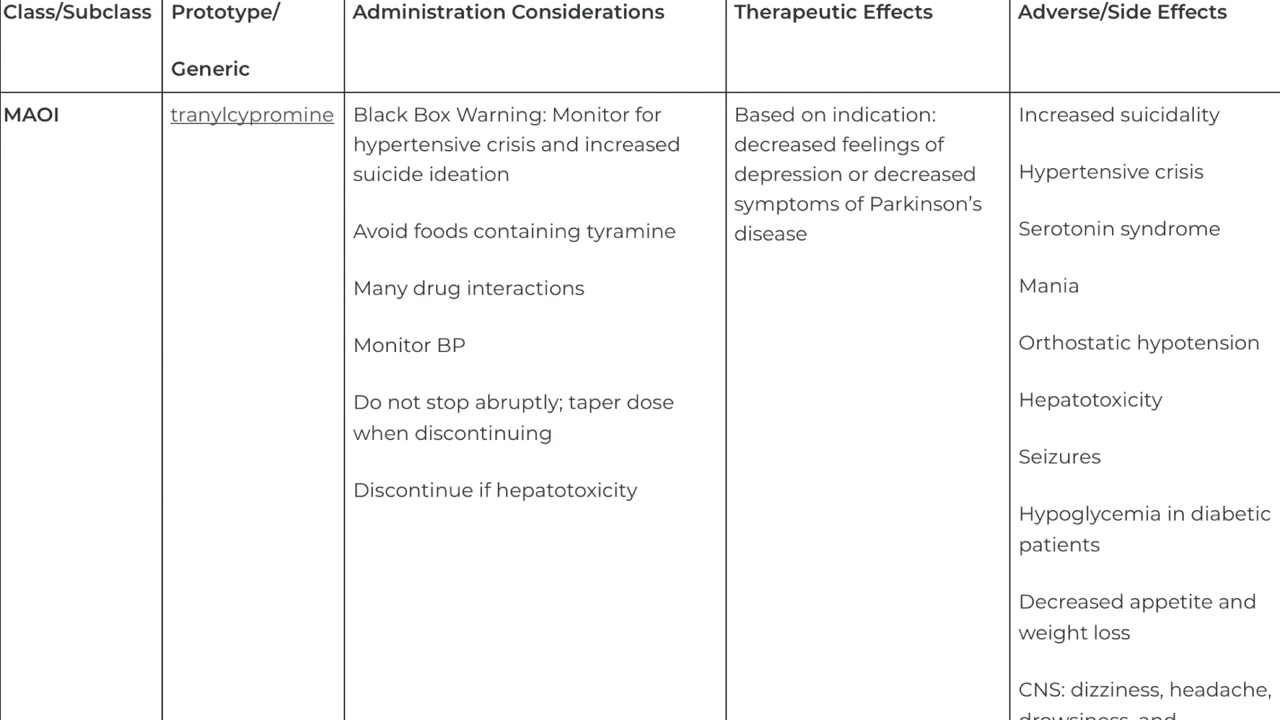 Class/Subclass
Prototype/
Generic
Administration Considerations
Therapeutic Effects
Adverse/Side Effects
MAOI
tranylcypromine
Black Box Warning: Monitor for
hypertensive crisis and increased
suicide ideation
Avoid foods containing tyramine
Many drug interactions
Monitor BP
Do not stop abruptly; taper dose
when discontinuing
Discontinue if hepatotoxicity
Based on indication:
decreased feelings of
depression or decreased
symptoms of Parkinson’s
disease
Increased suicidality
Hypertensive crisis
Serotonin syndrome
Mania
Orthostatic hypotension
Hepatotoxicity
Seizures
Hypoglycemia in diabetic
patients
Decreased appetite and
weight loss
CNS: dizziness, headache,
drowsiness, and